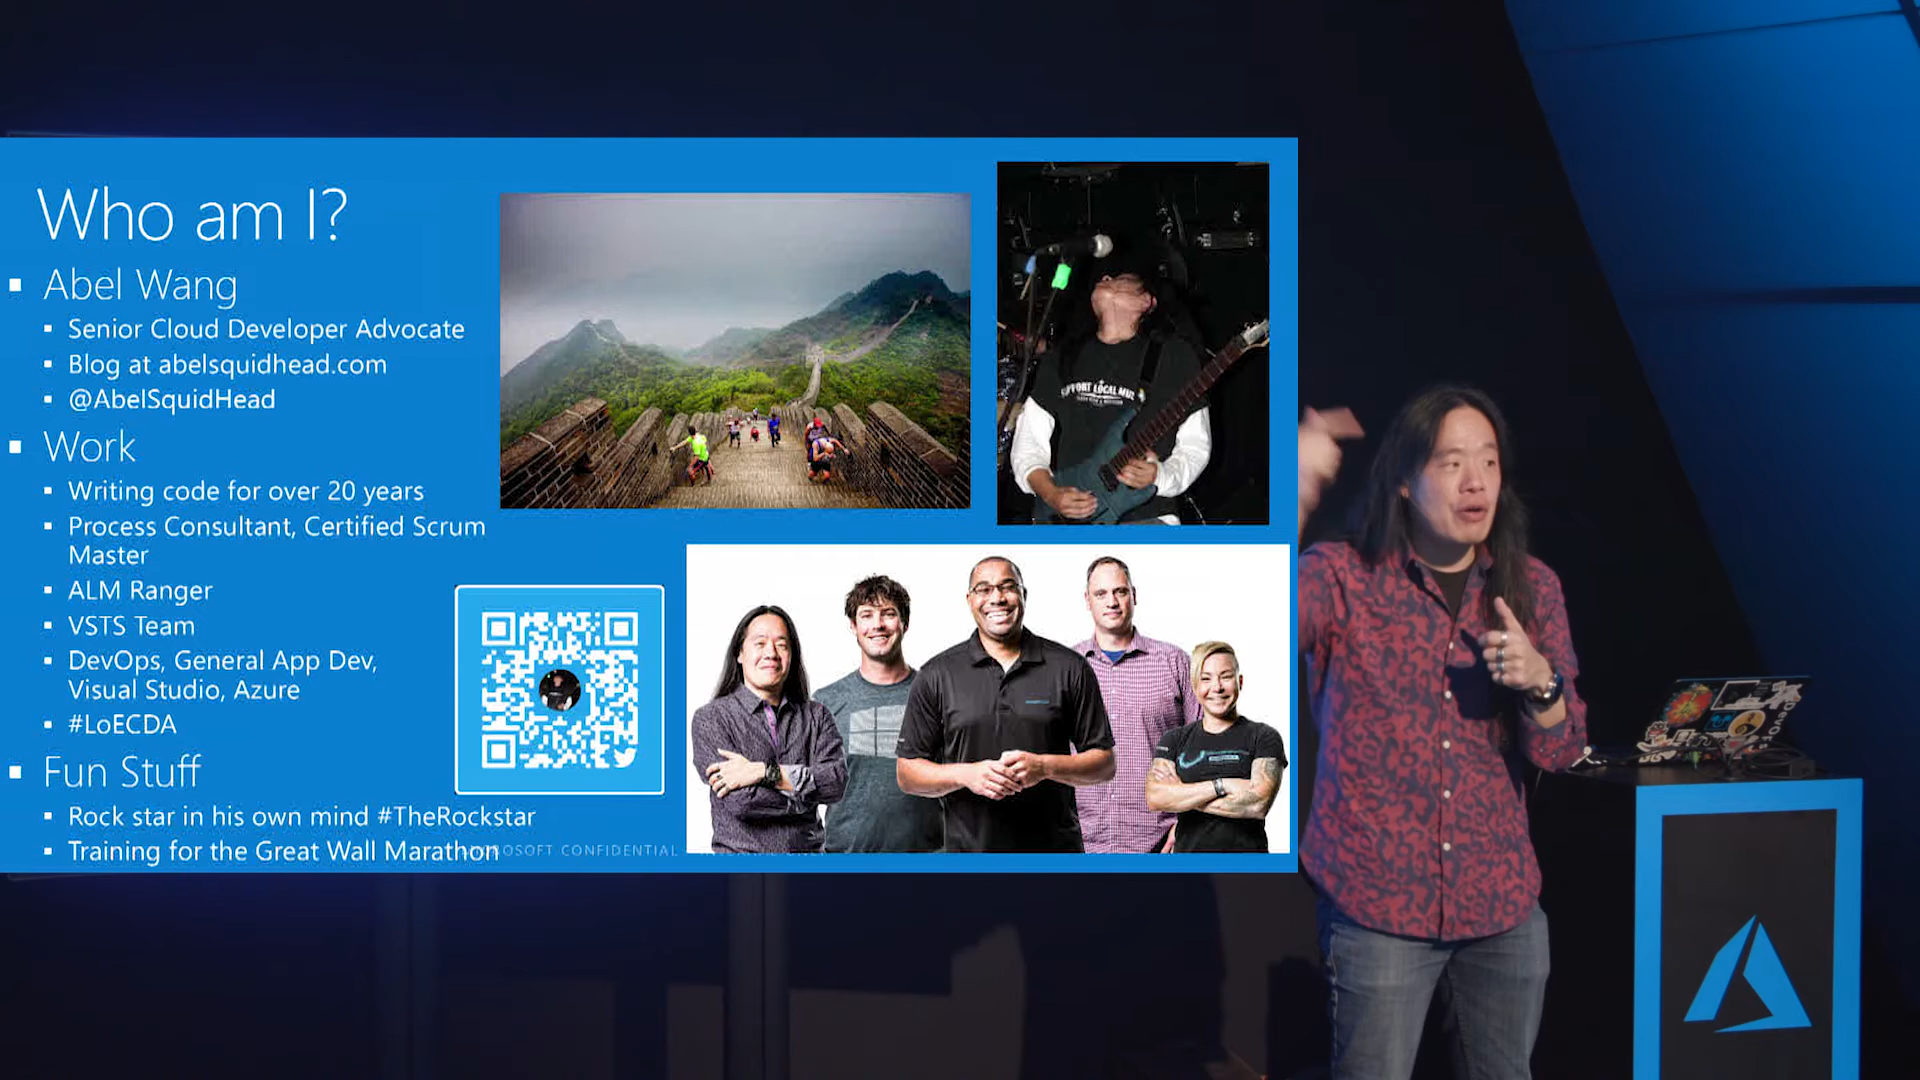 Who am I?
Abel Wang
Senior Cloud Developer Advocate
Blog at abelsquidhead.com
@AbelSquidHead
Work
Writing code for over 20 years
Process Consultant, Certified Scrum
Master
ALM Ranger
VSTS Team
DevOps, General App Dev,
Visual Studio, Azure
#LoECDA
Fun Stuff
Rock star in his own mind #TheRockstar
Training for the Great Wall Marathon
CONFIDENTIAL
SUPPORT LOCAL